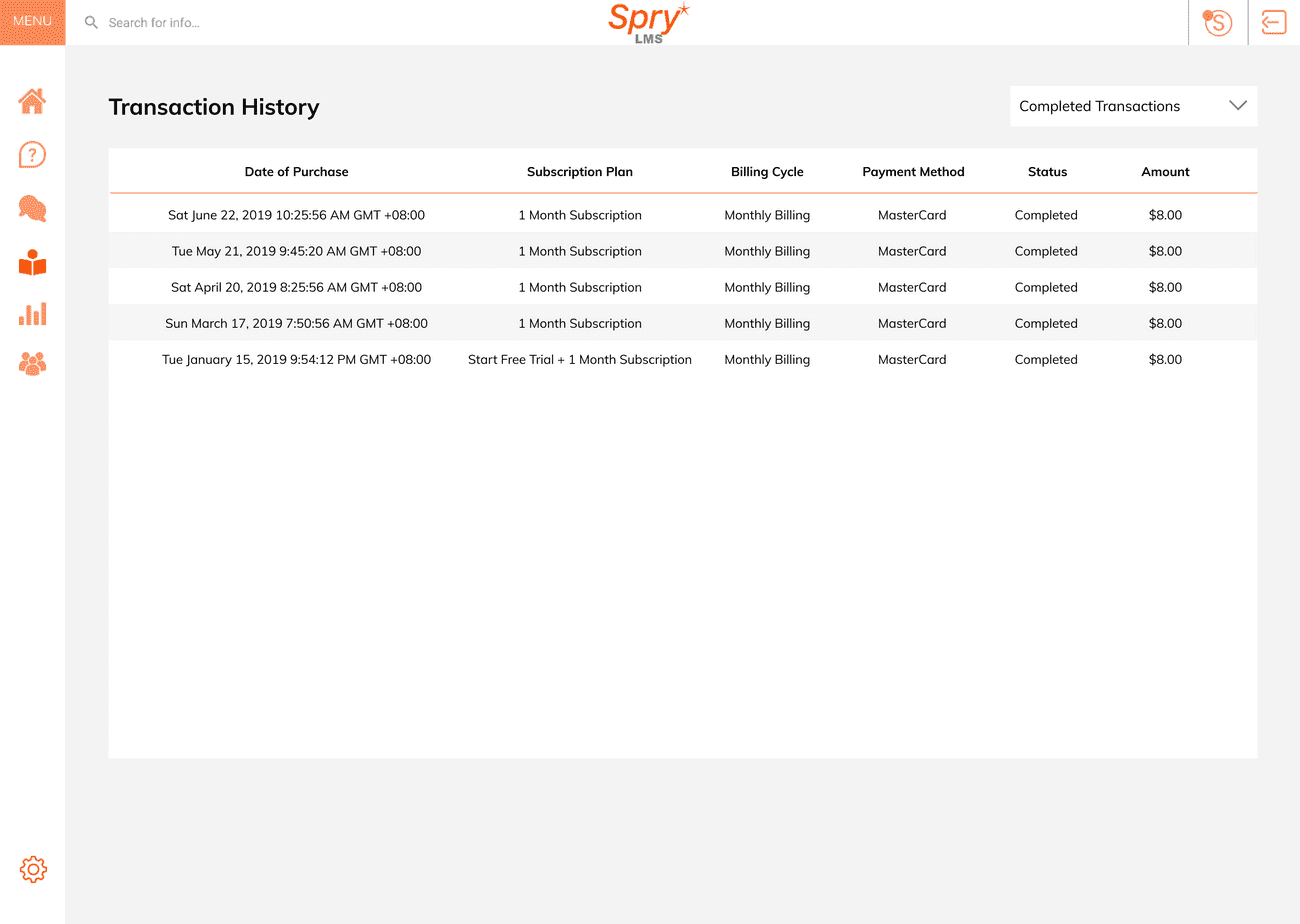 MENU
Search for info...
Spry
LMS
S
Transaction History
Completed Transactions
Date of Purchase Subscription Plan Billing Cycle Payment Method Status Amount
Sat June 22, 2019 10:25:56 AM GMT +08:00 1 Month Subscription Monthly Billing MasterCard Completed $8.00
Tue May 21, 2019 9:45:20 AM GMT +08:00 1 Month Subscription Monthly Billing MasterCard Completed $8.00
Sat April 20, 2019 8:25:56 AM GMT +08:00 1 Month Subscription Monthly Billing MasterCard Completed $8.00
Sun March 17, 2019 7:50:56 AM GMT +08:00 1 Month Subscription Monthly Billing MasterCard Completed $8.00
Tue January 15, 2019 9:54:12 PM GMT +08:00 Start Free Trial + 1 Month Subscription Monthly Billing MasterCard Completed $8.00